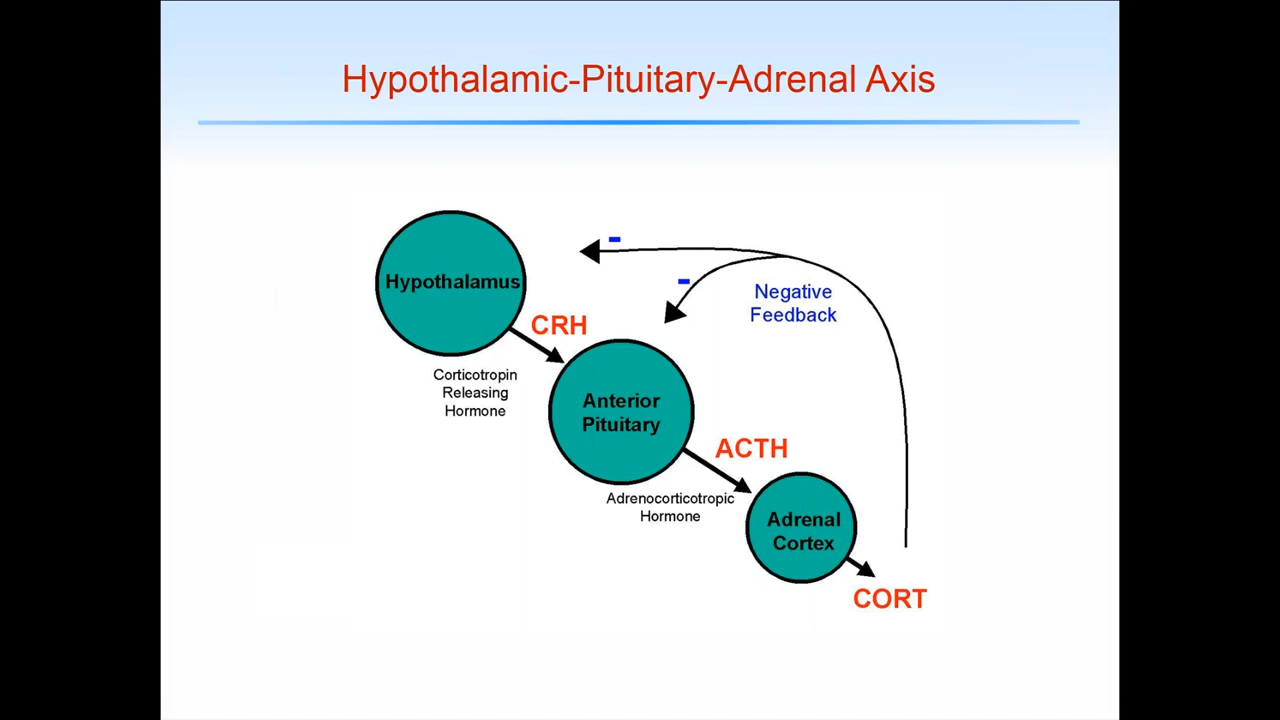 Hypothalamic-Pituitary-Adrenal Axis
-
-
Hypothalamus
Negative
Feedback
CRH
Corticotropin
Releasing
Hormone
Anterior
Pituitary
ACTH
Adrenocorticotropic
Hormone
Adrenal
Cortex
CORT